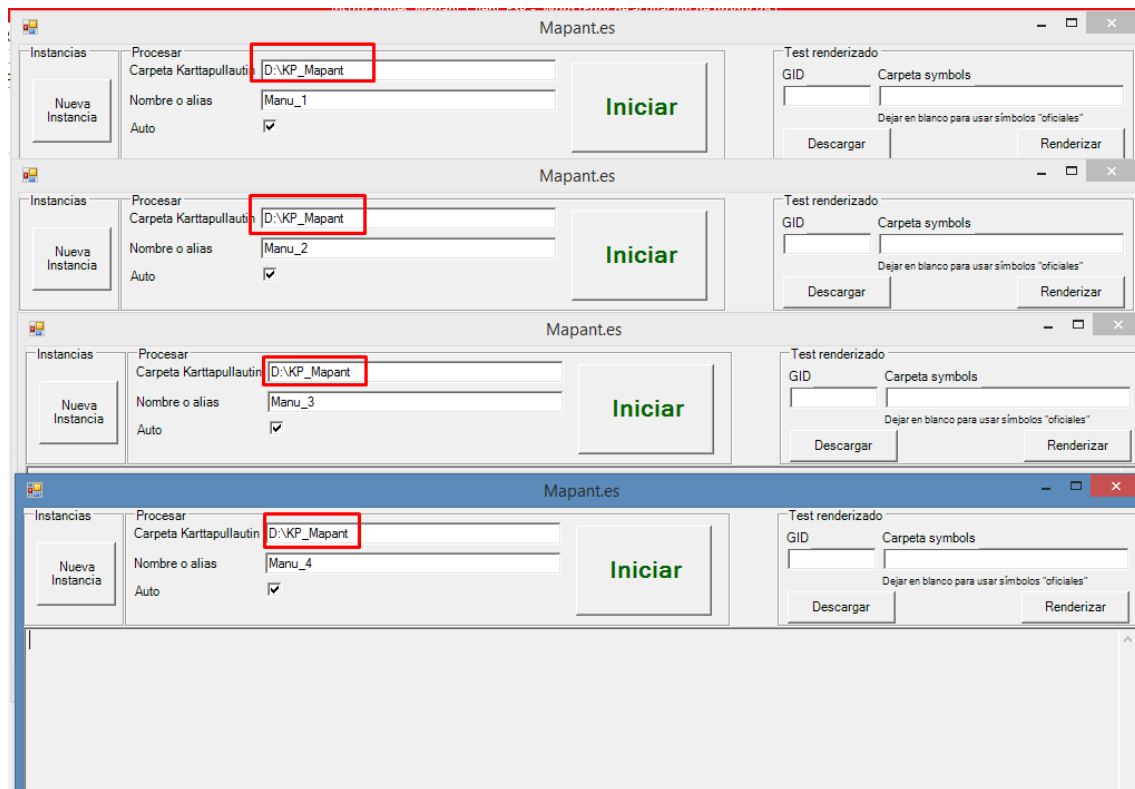 Mapant.es
Instancias
Procesar
Test renderizado
Carpeta Karttapullautin D:\KP_Mapant
GID Carpeta symbols
Nueva Instancia
Nombre o alias Manu_1
Iniciar
Auto
Dejar en blanco para usar símbolos "oficiales"
Descargar Renderizar
Mapant.es
Instancias
Procesar
Test renderizado
Carpeta Karttapullautin D:\KP_Mapant
GID Carpeta symbols
Nueva Instancia
Nombre o alias Manu_2
Iniciar
Auto
Dejar en blanco para usar símbolos "oficiales"
Descargar Renderizar
Mapant.es
Instancias
Procesar
Test renderizado
Carpeta Karttapullautin D:\KP_Mapant
GID Carpeta symbols
Nueva Instancia
Nombre o alias Manu_3
Iniciar
Auto
Dejar en blanco para usar símbolos "oficiales"
Descargar Renderizar
Mapant.es
Instancias
Procesar
Test renderizado
Carpeta Karttapullautin D:\KP_Mapant
GID Carpeta symbols
Nueva Instancia
Nombre o alias Manu_4
Iniciar
Auto
Dejar en blanco para usar símbolos "oficiales"
Descargar Renderizar